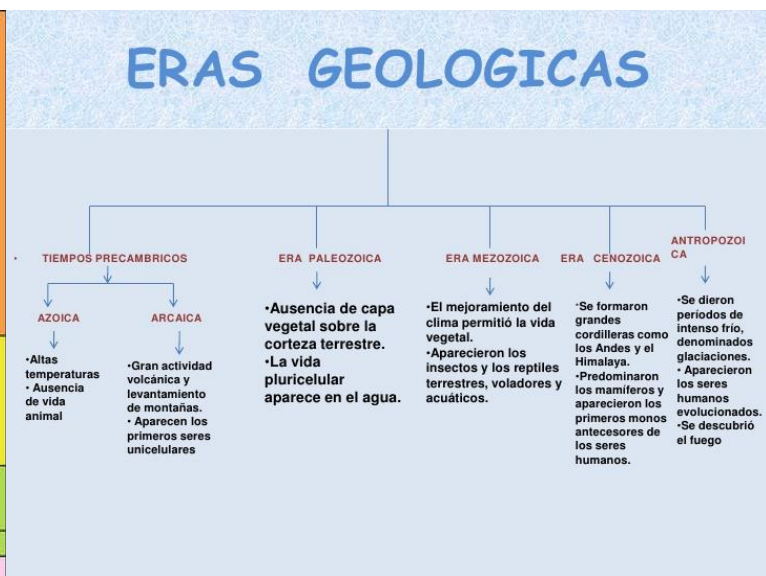 ERAS GEOLOGICAS
• TIEMPOS PRECAMBRICOS
AZOICA
•Altas
temperaturas
• Ausencia
de vida
animal
ARCAICA
•Gran actividad
volcánica y
levantamiento
de montañas.
• Aparecen los
primeros seres
unicelulares
ERA PALEOZOICA
•Ausencia de capa
vegetal sobre la
corteza terrestre.
•La vida
pluricelular
aparece en el agua.
ERA MEZOZOICA
•El mejoramiento del
clima permitió la vida
vegetal.
•Aparecieron los
insectos y los reptiles
terrestres, voladores y
acuáticos.
ERA CENOZOICA
•Se formaron
grandes
cordilleras como
los Andes y el
Himalaya.
•Predominaron
los mamíferos y
aparecieron los
primeros monos
antecesores de
los seres
humanos.
ANTROPOZOI
CA
•Se dieron
períodos de
intenso frío,
denominados
glaciaciones.
• Aparecieron
los seres
humanos
evolucionados.
•Se descubrió
el fuego